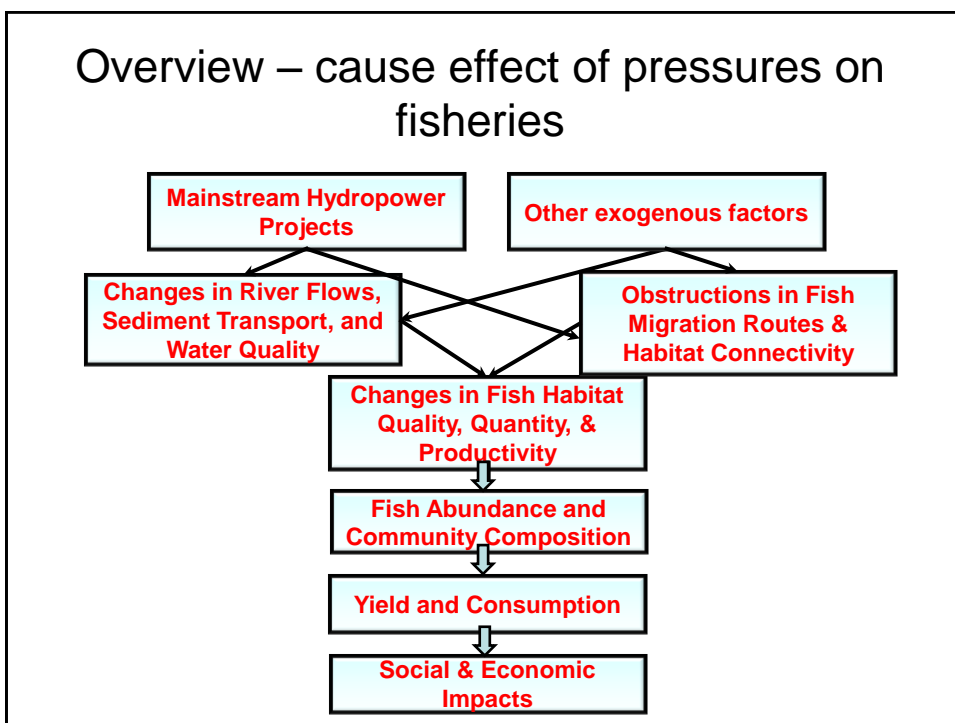 Overview – cause effect of pressures on
fisheries
Mainstream Hydropower
Projects
Other exogenous factors
Changes in River Flows,
Sediment Transport, and
Water Quality
Obstructions in Fish
Migration Routes &
Habitat Connectivity
Changes in Fish Habitat
Quality, Quantity, &
Productivity
Fish Abundance and
Community Composition
Yield and Consumption
Social & Economic
Impacts